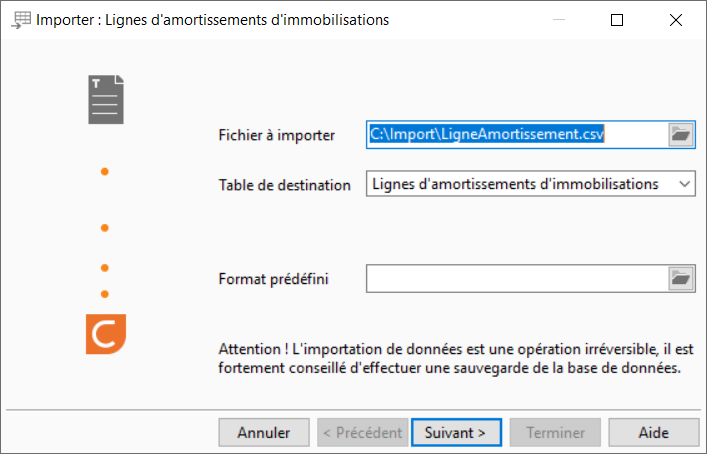 Importer : Lignes d'amortissements d'immobilisations
T
Fichier à importer
C:\Import\LigneAmortissement.csv
Table de destination
Lignes d'amortissements d'immobilisations
Format prédéfini
C
Attention ! L'importation de données est une opération irréversible, il est
fortement conseillé d'effectuer une sauvegarde de la base de données.
Annuler
< Précédent
Suivant >
Terminer
Aide